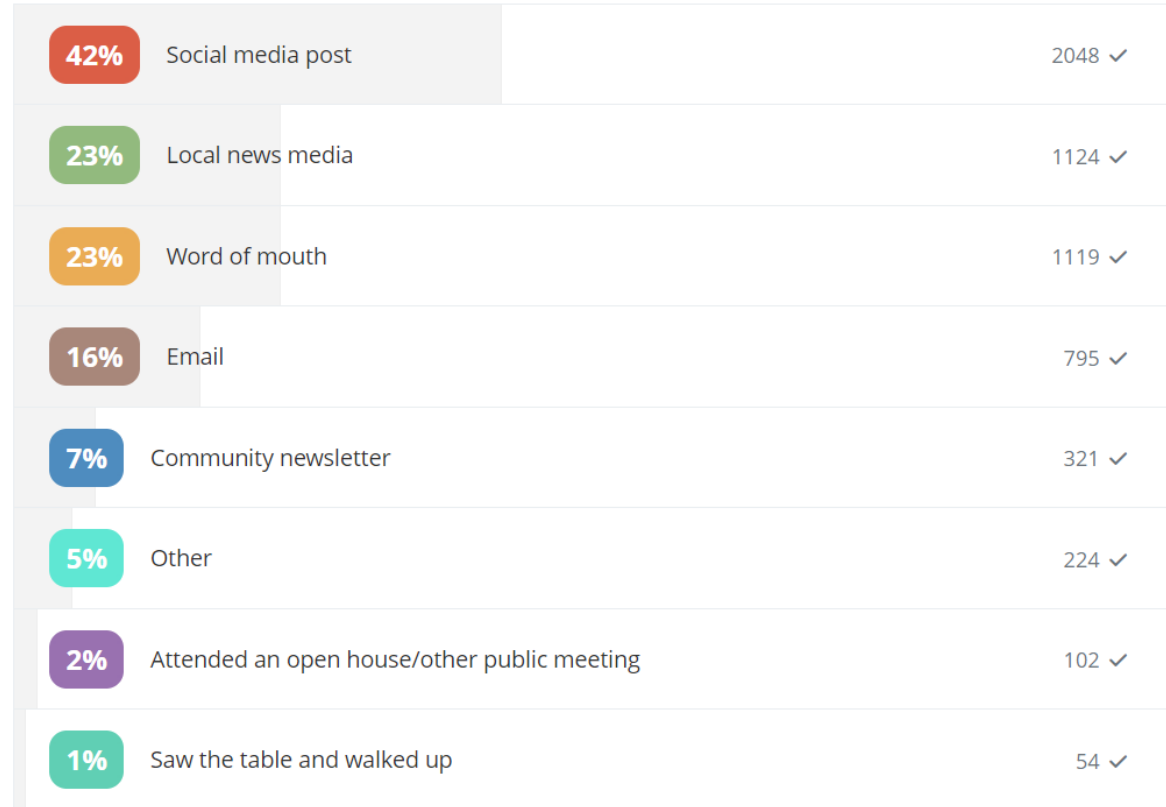 42% Social media post 2048 ✓
23% Local news media 1124 ✓
23% Word of mouth 1119 ✓
16% Email 795 ✓
7% Community newsletter 321 ✓
5% Other 224 ✓
2% Attended an open house/other public meeting 102 ✓
1% Saw the table and walked up 54 ✓